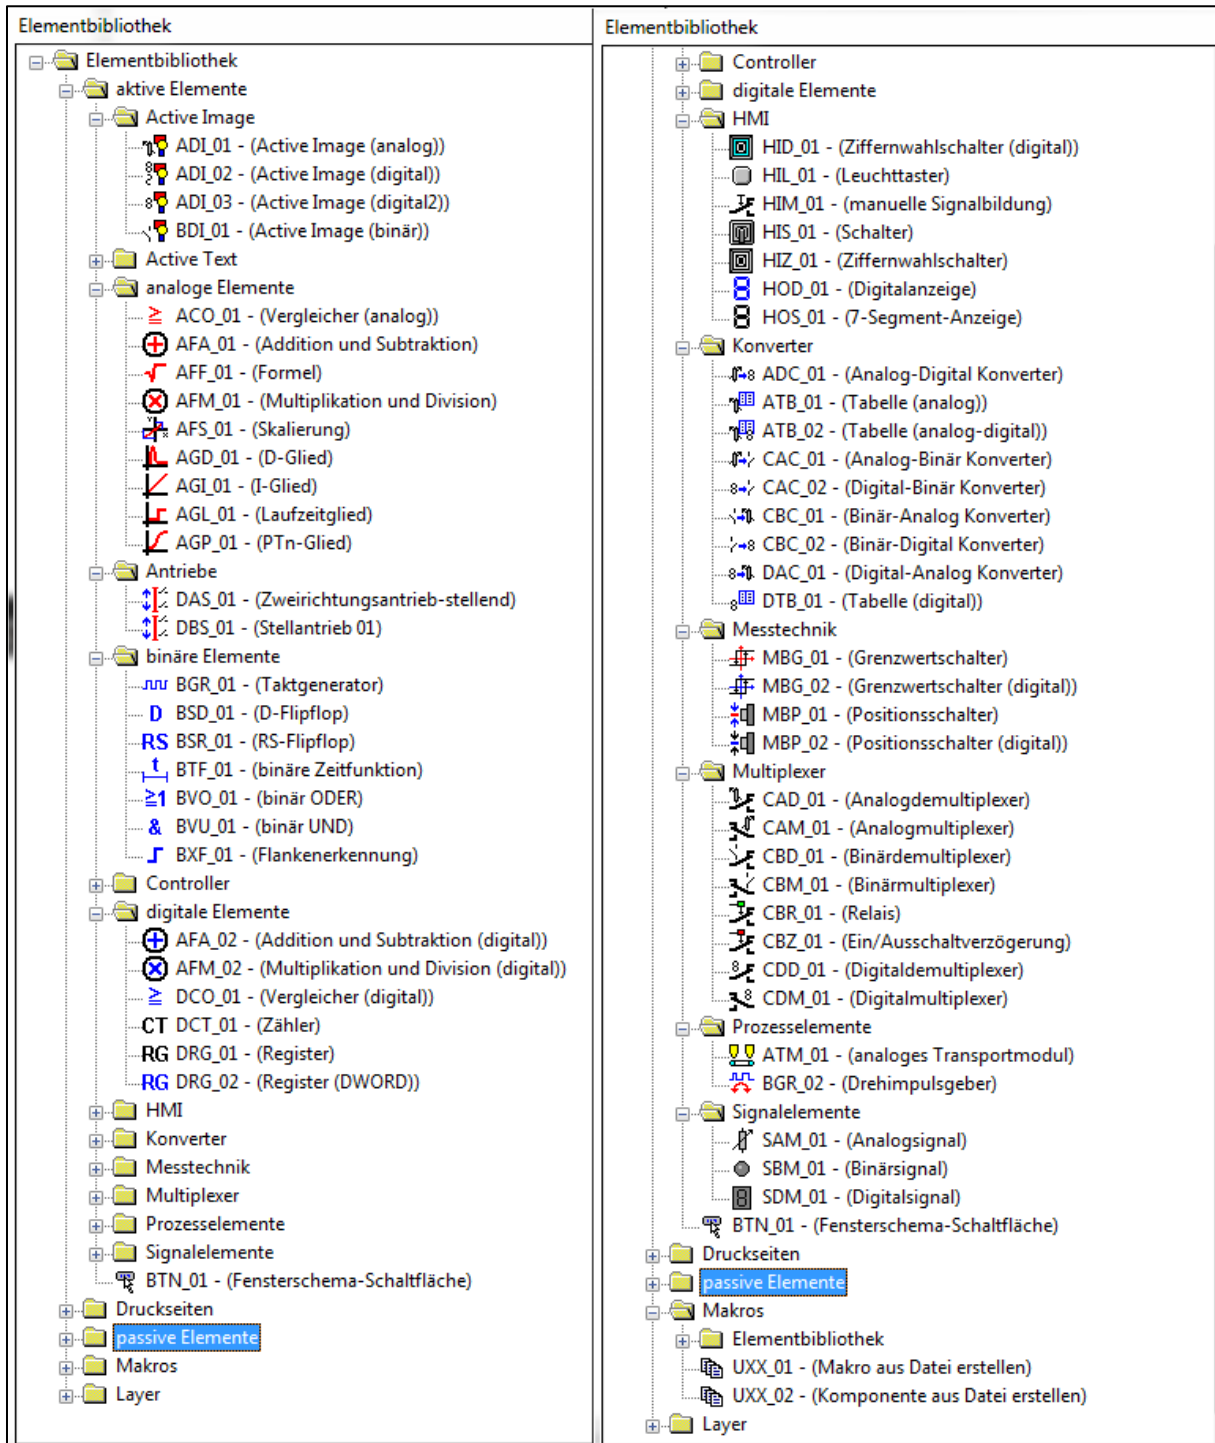 Elementbibliothek
Elementbibliothek
aktive Elemente
Active Image
ADI_01 - (Active Image (analog))
ADI_02 - (Active Image (digital))
ADI_03 - (Active Image (digital2))
BDI_01 - (Active Image (binär))
Active Text
analoge Elemente
ACO_01 - (Vergleicher (analog))
AFA_01 - (Addition und Subtraktion)
AFF_01 - (Formel)
AFM_01 - (Multiplikation und Division)
AFS_01 - (Skalierung)
AGD_01 - (D-Glied)
AGI_01 - (I-Glied)
AGL_01 - (Laufzeitglied)
AGP_01 - (PTn-Glied)
Antriebe
DAS_01 - (Zweirichtungsantrieb-stellend)
DBS_01 - (Stellantrieb 01)
binäre Elemente
BGR_01 - (Taktgenerator)
D BSD_01 - (D-Flipflop)
RS BSR_01 - (RS-Flipflop)
t BTF_01 - (binäre Zeitfunktion)
≥1 BVO_01 - (binär ODER)
& BVU_01 - (binär UND)
BXF_01 - (Flankenerkennung)
Controller
digitale Elemente
AFA_02 - (Addition und Subtraktion (digital))
AFM_02 - (Multiplikation und Division (digital))
DCO_01 - (Vergleicher (digital))
CT DCT_01 - (Zähler)
RG DRG_01 - (Register)
RG DRG_02 - (Register (DWORD))
HMI
Konverter
Messtechnik
Multiplexer
Prozesselemente
Signalelemente
BTN_01 - (Fensterschema-Schaltfläche)
Druckseiten
passive Elemente
Makros
Layer
Elementbibliothek
Controller
digitale Elemente
HMI
HID_01 - (Ziffernwahlschalter (digital))
HIL_01 - (Leuchttaster)
HIM_01 - (manuelle Signalbildung)
HIS_01 - (Schalter)
HIZ_01 - (Ziffernwahlschalter)
HOD_01 - (Digitalanzeige)
HOS_01 - (7-Segment-Anzeige)
Konverter
ADC_01 - (Analog-Digital Konverter)
ATB_01 - (Tabelle (analog))
ATB_02 - (Tabelle (analog-digital))
CAC_01 - (Analog-Binär Konverter)
CAC_02 - (Digital-Binär Konverter)
CBC_01 - (Binär-Analog Konverter)
CBC_02 - (Binär-Digital Konverter)
DAC_01 - (Digital-Analog Konverter)
DTB_01 - (Tabelle (digital))
Messtechnik
MBG_01 - (Grenzwertschalter)
MBG_02 - (Grenzwertschalter (digital))
MBP_01 - (Positionsschalter)
MBP_02 - (Positionsschalter (digital))
Multiplexer
CAD_01 - (Analogdemultiplexer)
CAM_01 - (Analogmultiplexer)
CBD_01 - (Binärdemultiplexer)
CBM_01 - (Binärmultiplexer)
CBR_01 - (Relais)
CBZ_01 - (Ein/Ausschaltverzögerung)
CDD_01 - (Digitaldemultiplexer)
CDM_01 - (Digitalmultiplexer)
Prozesselemente
ATM_01 - (analoges Transportmodul)
BGR_02 - (Drehimpulsgeber)
Signalelemente
SAM_01 - (Analogsignal)
SBM_01 - (Binärsignal)
SDM_01 - (Digitalsignal)
BTN_01 - (Fensterschema-Schaltfläche)
Druckseiten
passive Elemente
Makros
Elementbibliothek
UXX_01 - (Makro aus Datei erstellen)
UXX_02 - (Komponente aus Datei erstellen)
Layer